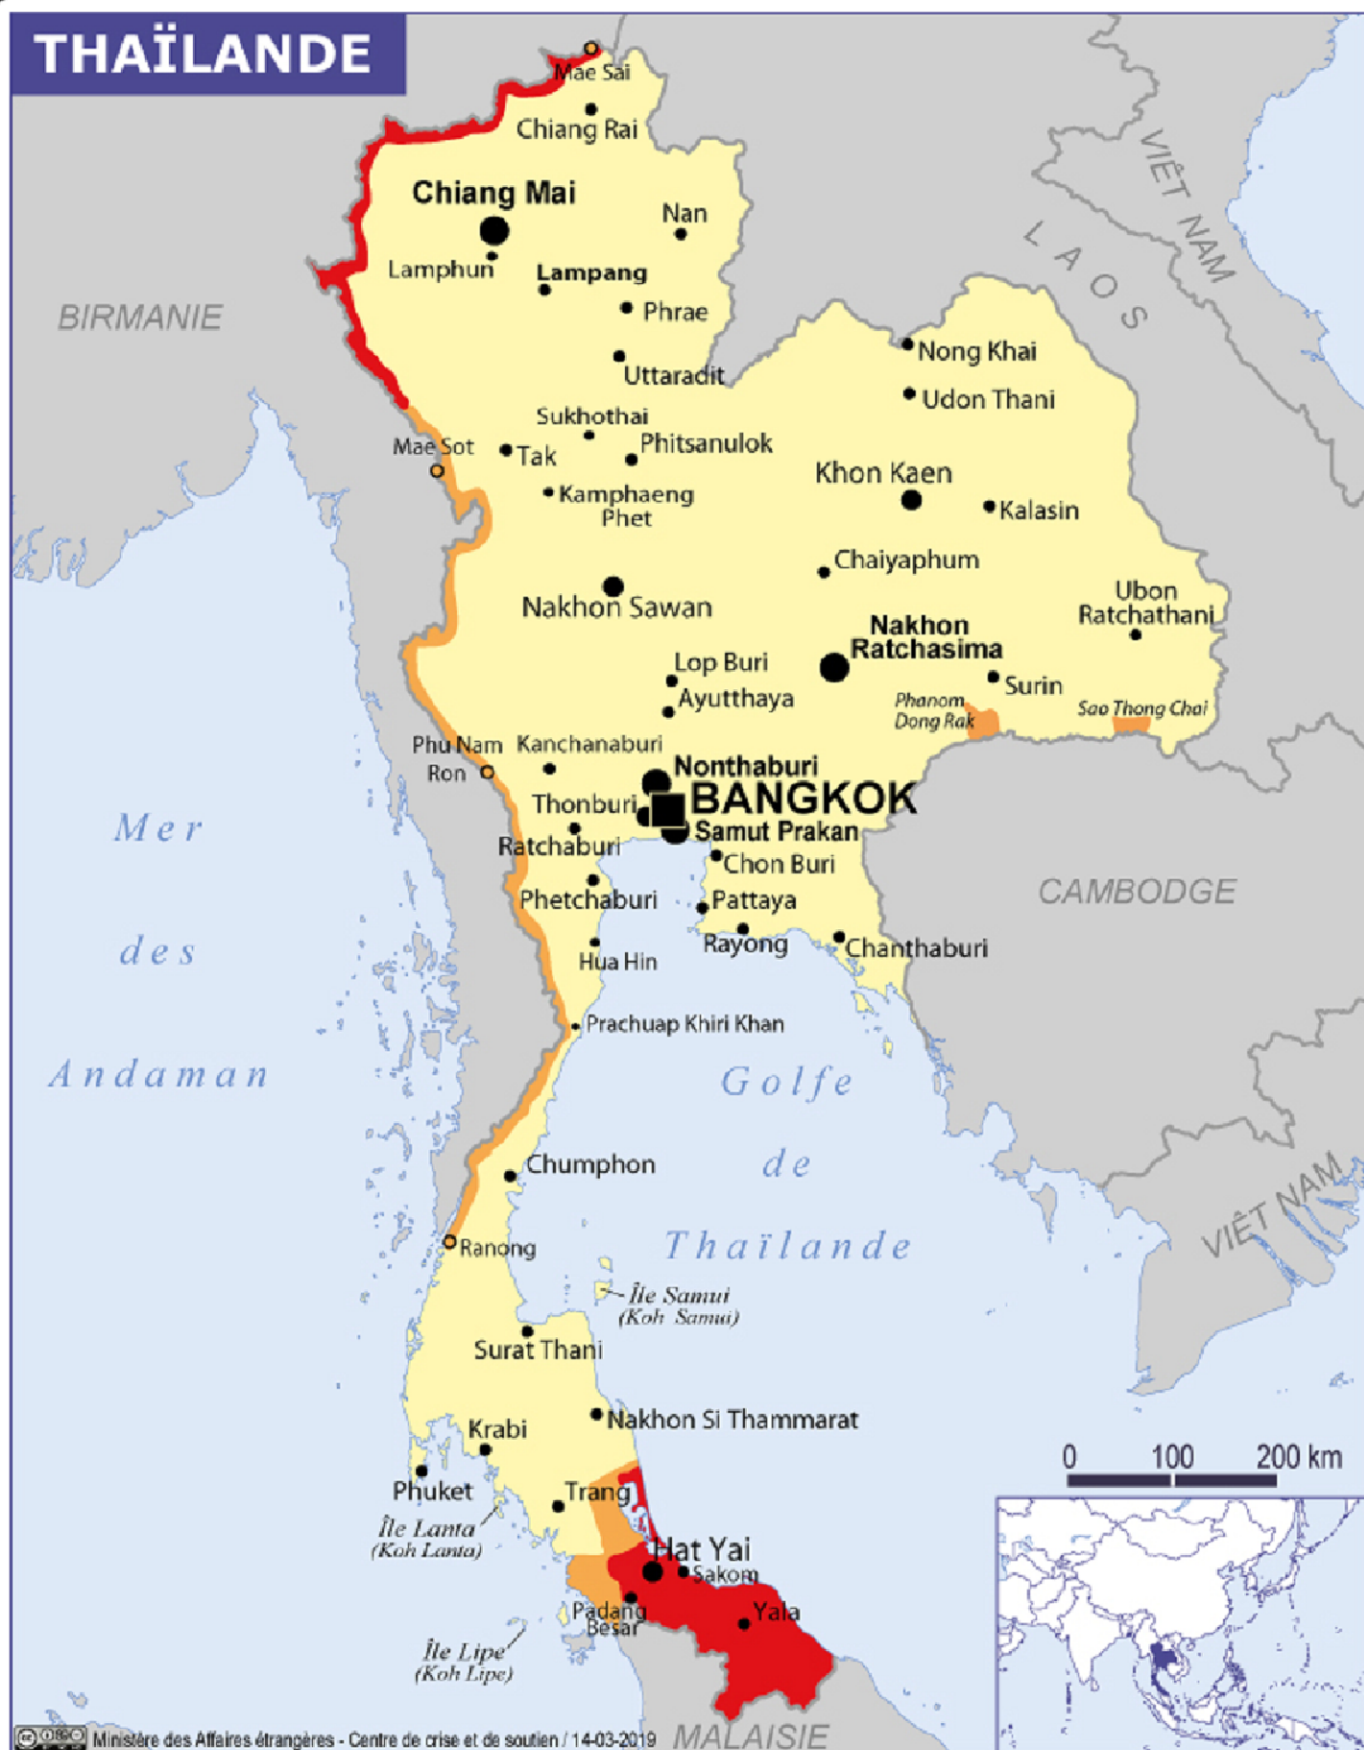 THAÏLANDE
Mae Sai
Chiang Rai
Chiang Mai
Nan
Lamphun
Lampang
Phrae
Uttaradit
BIRMANIE
VIÊT NAM
LAOS
Nong Khai
Udon Thani
Sukhothai
Mae Sot
Tak
Phitsanulok
Kamphaeng
Phet
Khon Kaen
Kalasin
Chaiyaphum
Nakhon Sawan
Ubon
Ratchathani
Nakhon
Ratchasima
Lop Buri
Ayutthaya
Surin
Phanom
Dong Rak
Sao Thong Chai
Phu Nam
Ron
Kanchanaburi
Nonthaburi
BANGKOK
Thonburi
Samut Prakan
Ratchaburi
Chon Buri
Phetchaburi
Pattaya
Rayong
Chanthaburi
Hua Hin
CAMBODGE
Mer
des
Andaman
Prachuap Khiri Khan
Golfe
de
Thaïlande
Chumphon
Ranong
VIÊT NAM
Île Samui
(Koh Samui)
Surat Thani
Nakhon Si Thammarat
Krabi
Phuket
Trang
Île Lanta
(Koh Lanta)
Hat Yai
Sakom
Padang
Besar
Yala
Île Lipe
(Koh Lipe)
MALAISIE
0 100 200 km
cc Ministère des Affaires étrangères - Centre de crise et de soutien / 14-03-2019